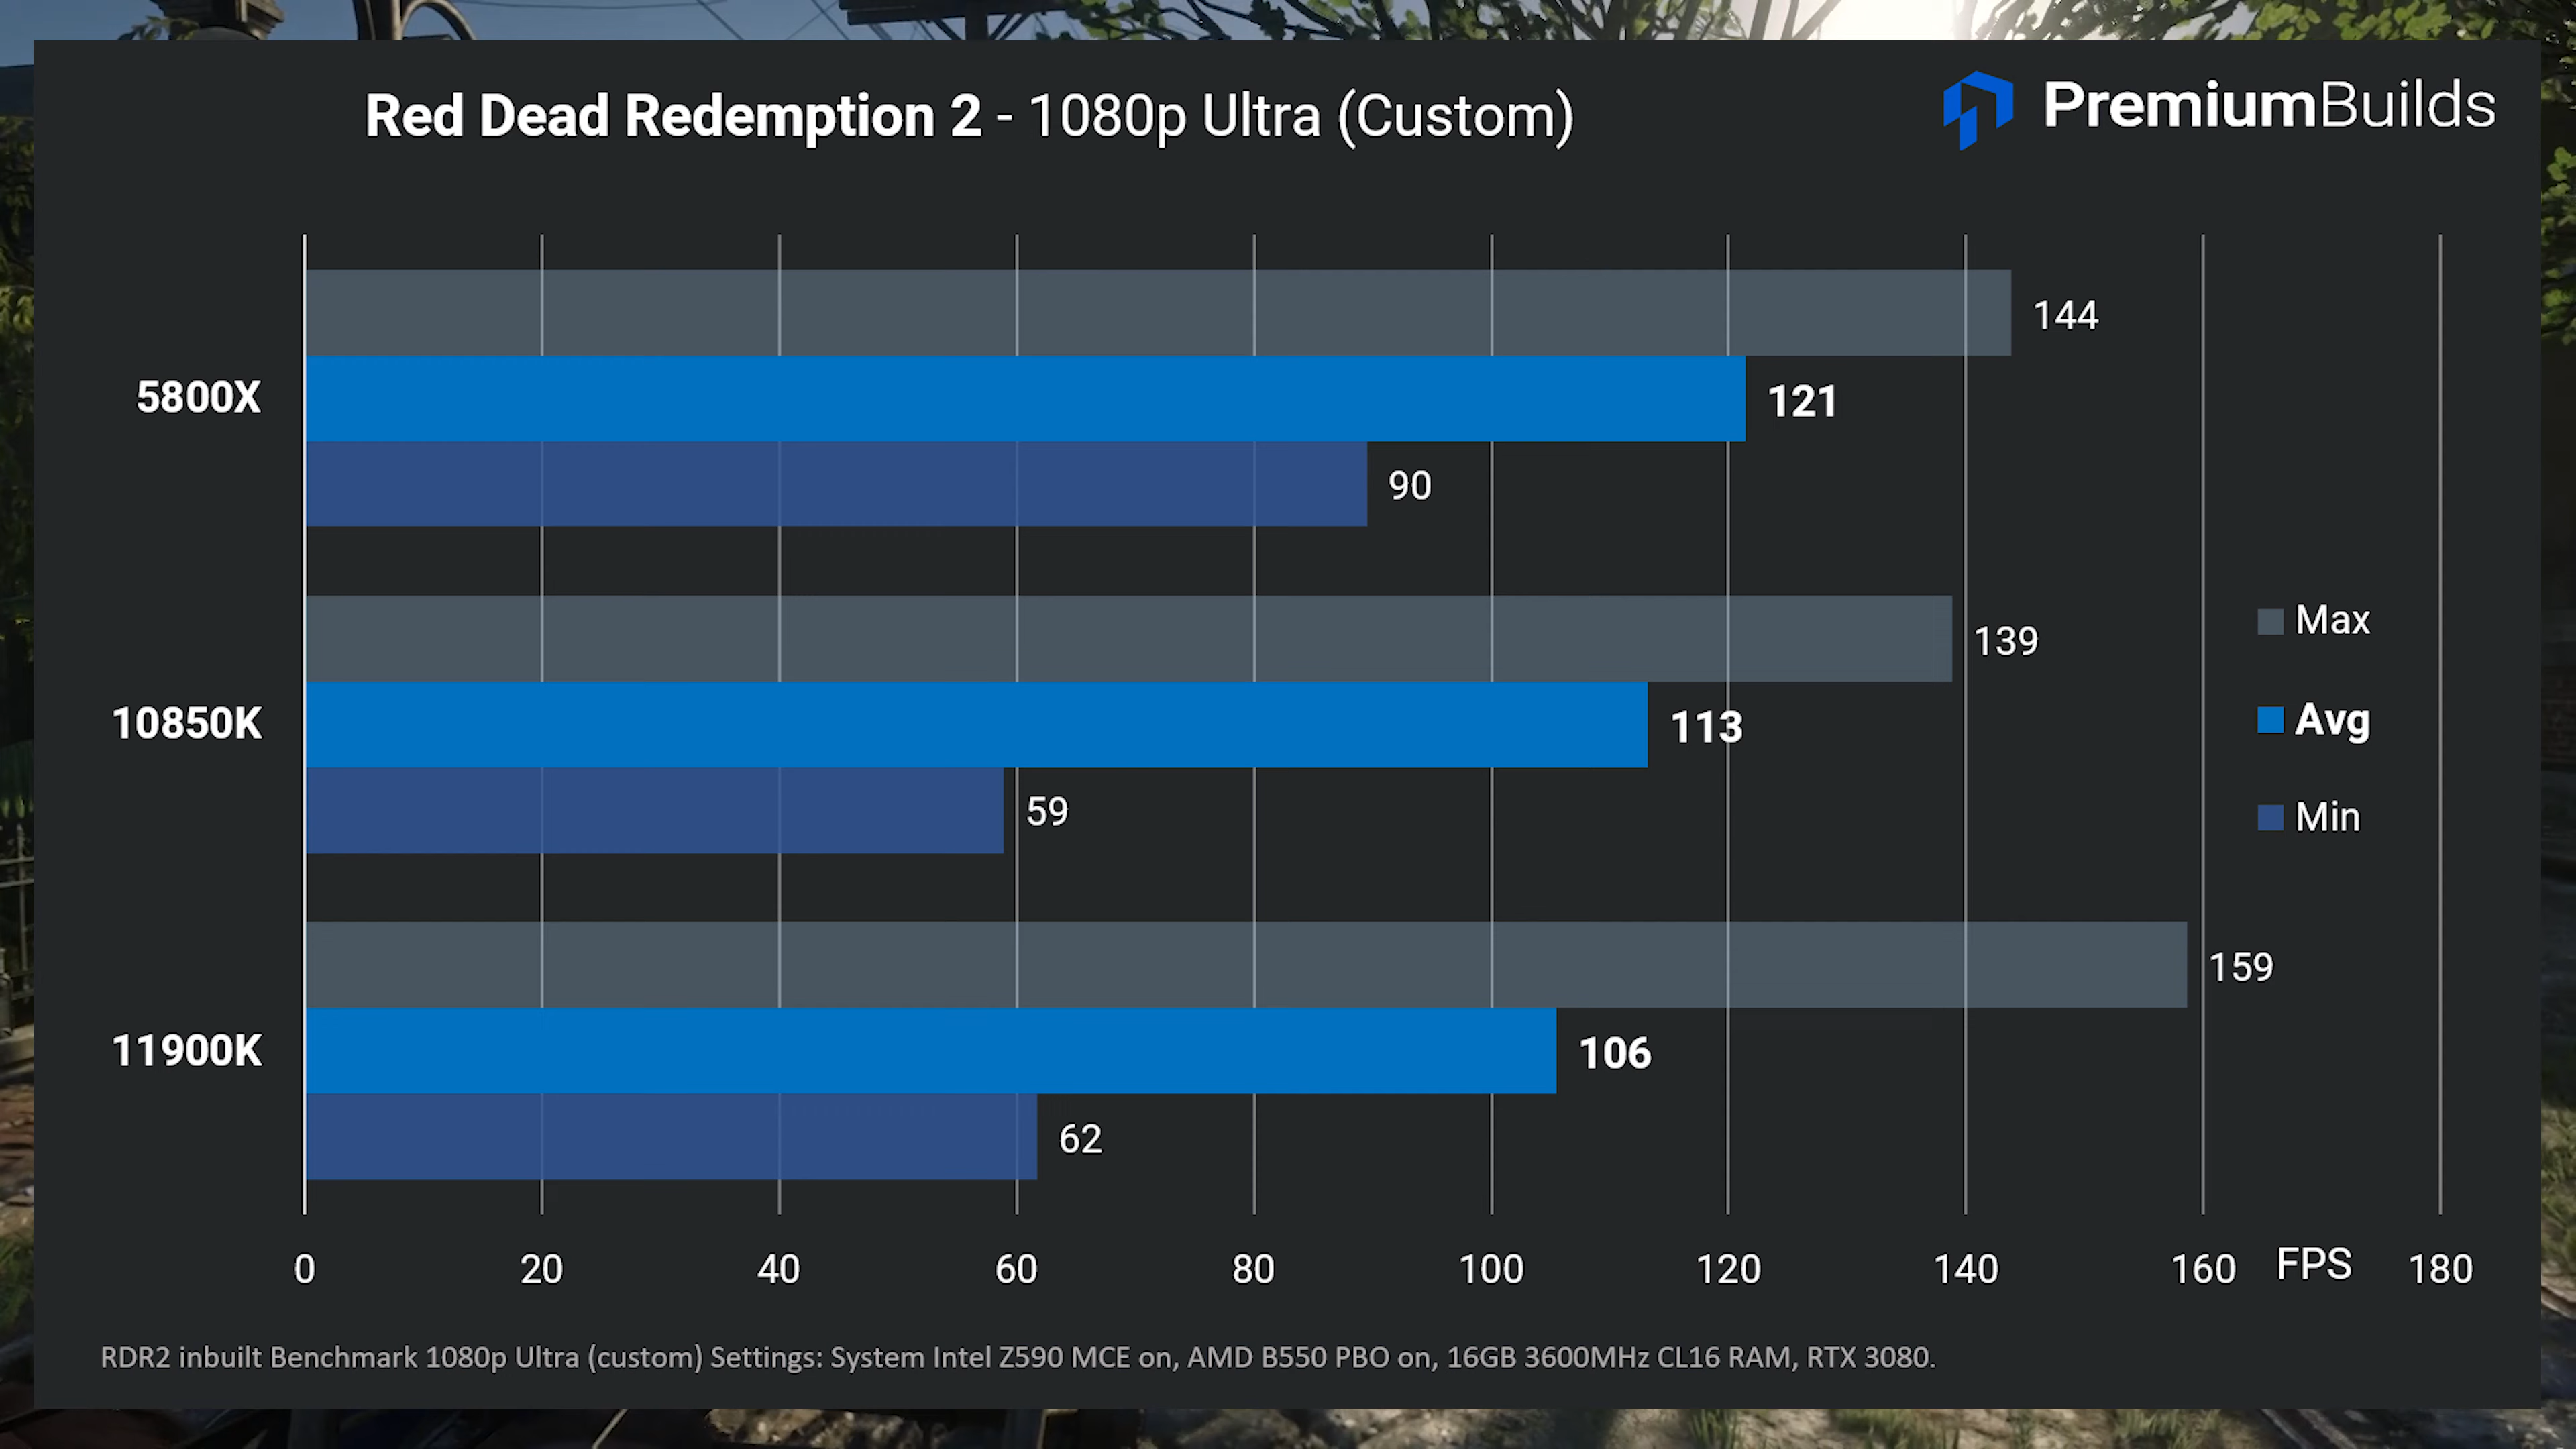 Red Dead Redemption 2 - 1080p Ultra (Custom)
PremiumBuilds
144
5800X
121
90
139
10850K
113
59
159
11900K
106
62
Max
Avg
Min
0 20 40 60 80 100 120 140 160 FPS 180
RDR2 inbuilt Benchmark 1080p Ultra (custom) Settings: System Intel Z590 MCE on, AMD B550 PBO on, 16GB 3600MHz CL16 RAM, RTX 3080.